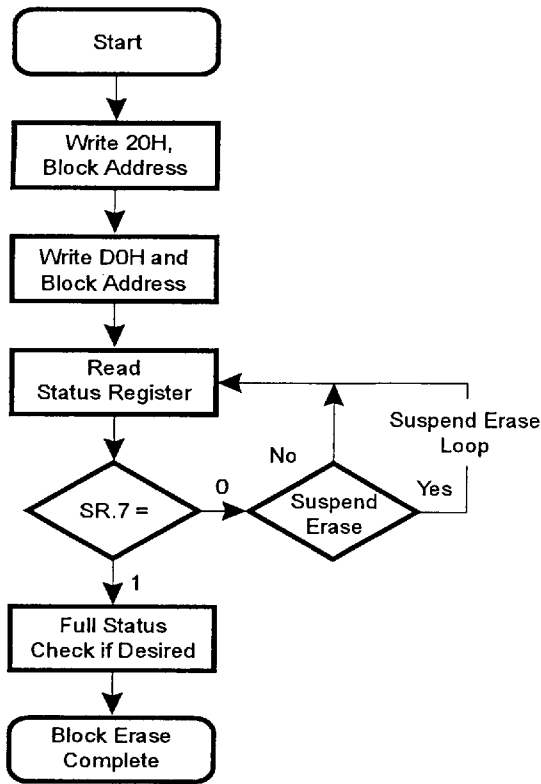 Start
Write 20H,
Block Address
Write D0H and
Block Address
Read
Status Register
Suspend Erase
Loop
No
Yes
0
SR.7 =
Suspend
Erase
1
Full Status
Check if Desired
Block Erase
Complete